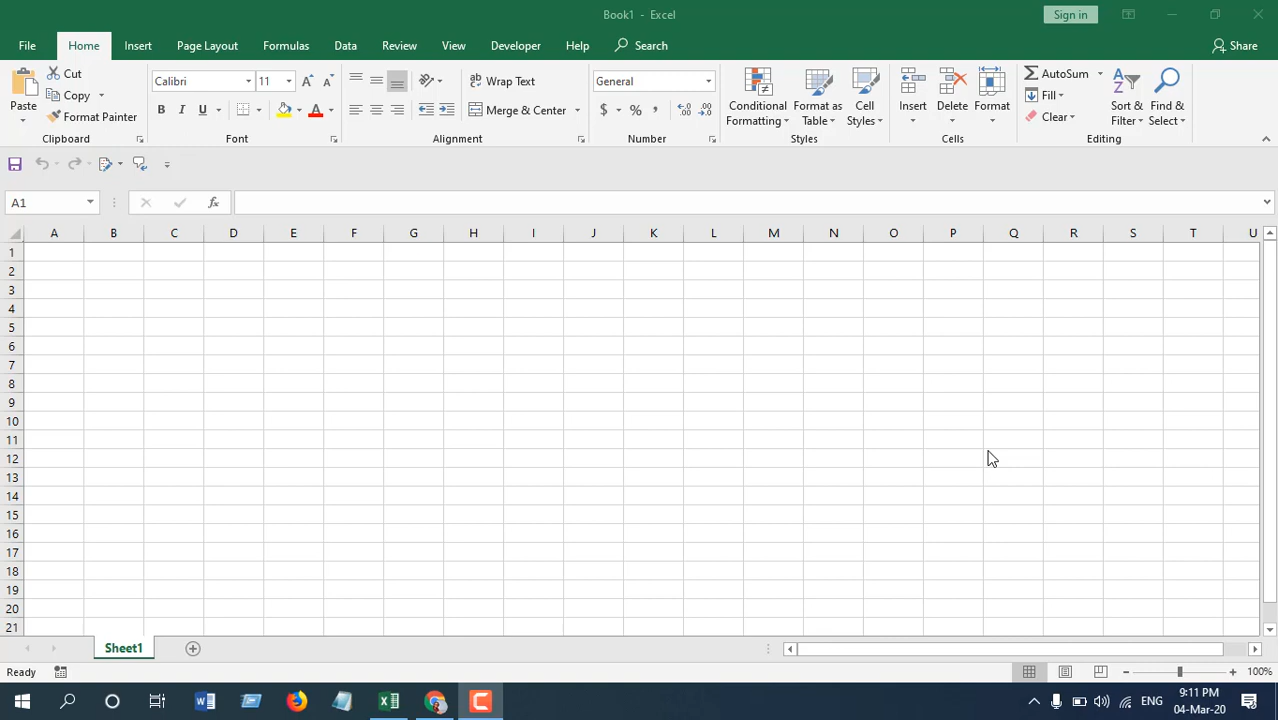 Book1 - Excel
Sign in
File Home Insert Page Layout Formulas Data Review View Developer Help Search Share
Paste
Cut
Copy
Format Painter
Clipboard
Calibri 11
B I U
Font
Wrap Text
Merge & Center
Alignment
General
$ % ,
Number
Conditional Formatting
Format as Table
Cell Styles
Styles
Insert
Delete
Format
Cells
AutoSum
Fill
Clear
Sort & Filter
Find & Select
Editing
A1 fx
A B C D E F G H I J K L M N O P Q R S T U
1
2
3
4
5
6
7
8
9
10
11
12
13
14
15
16
17
18
19
20
21
Sheet1
Ready
100%
ENG
9:11 PM
04-Mar-20